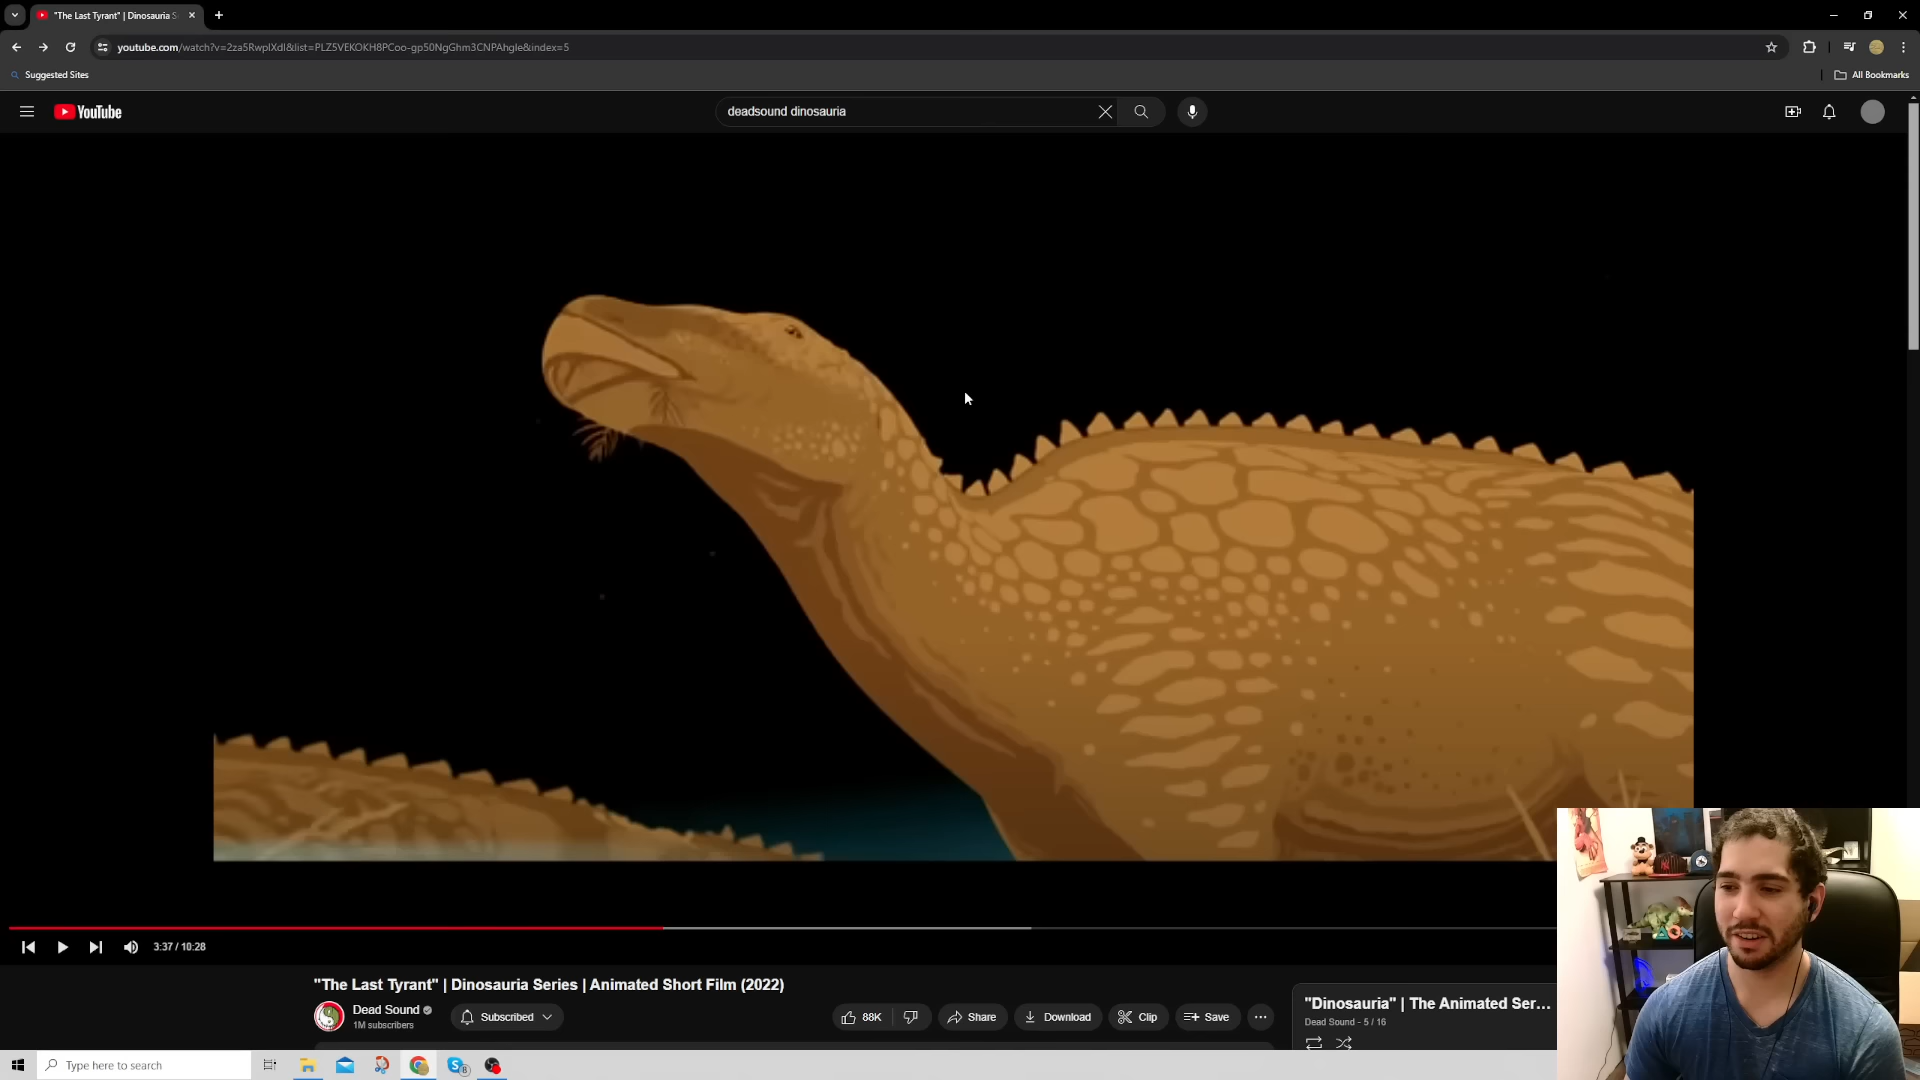 "The Last Tyrant" | Dinosauria S
youtube.com/watch?v=2za5RwplXdI&list=PLZ5VEKOKH8PCoo-gp50NgGhm3CNPAhgle&index=5
Suggested Sites
All Bookmarks
YouTube
deadsound dinosauria
3:37 / 10:28
"The Last Tyrant" | Dinosauria Series | Animated Short Film (2022)
Dead Sound
1M subscribers
Subscribed
88K
Share
Download
Clip
Save
"Dinosauria" | The Animated Ser...
Dead Sound - 5 / 16
Type here to search
8